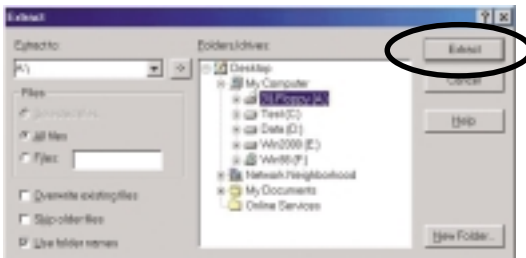 Extract
Extract to:
Folders/drives:
A:\
Extract
Cancel
Help
Files
All files
Files:
Overwrite existing files
Skip older files
Use folder names
Desktop
My Computer
3½ Floppy (A:)
Test (C:)
Data (D:)
Win2000 (E:)
Win98 (F:)
Network Neighborhood
My Documents
Online Services
New Folder...